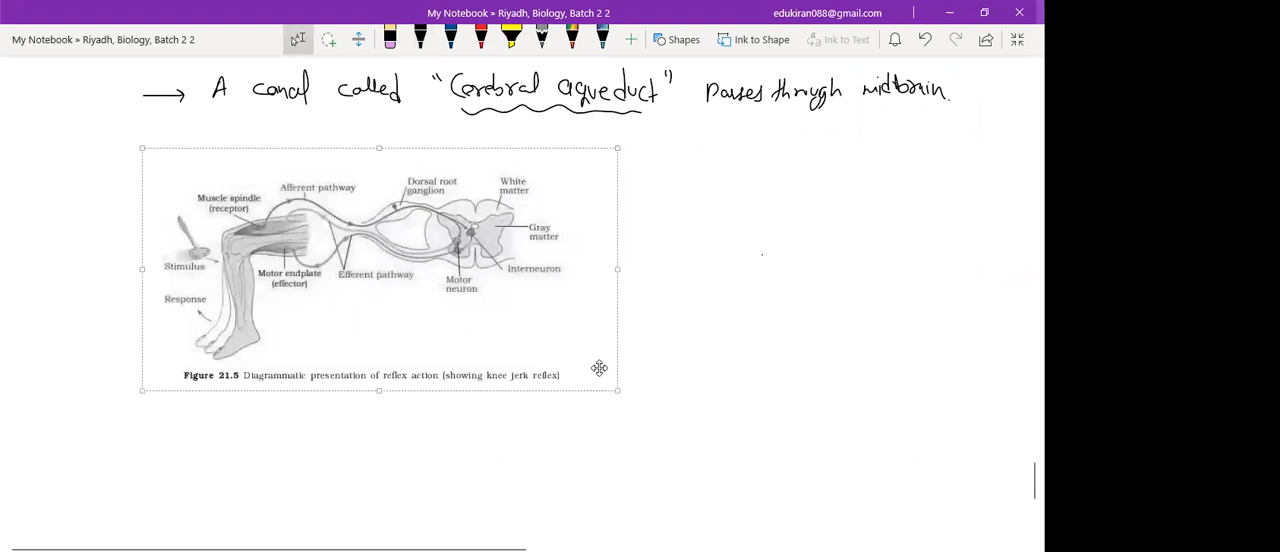 My Notebook » Riyadh, Biology, Batch 2 2
edukiran088@gmail.com
My Notebook » Riyadh, Biology, Batch 2 2
Shapes
Ink to Shape
Ink to Text
→ A canal called "Cerebral aqueduct" passes through midbrain.
Afferent pathway
Dorsal root ganglion
White matter
Muscle spindle (receptor)
Gray matter
Stimulus
Motor endplate (effector)
Efferent pathway
Interneuron
Motor neuron
Response
Figure 21.5 Diagrammatic presentation of reflex action (showing knee jerk reflex)